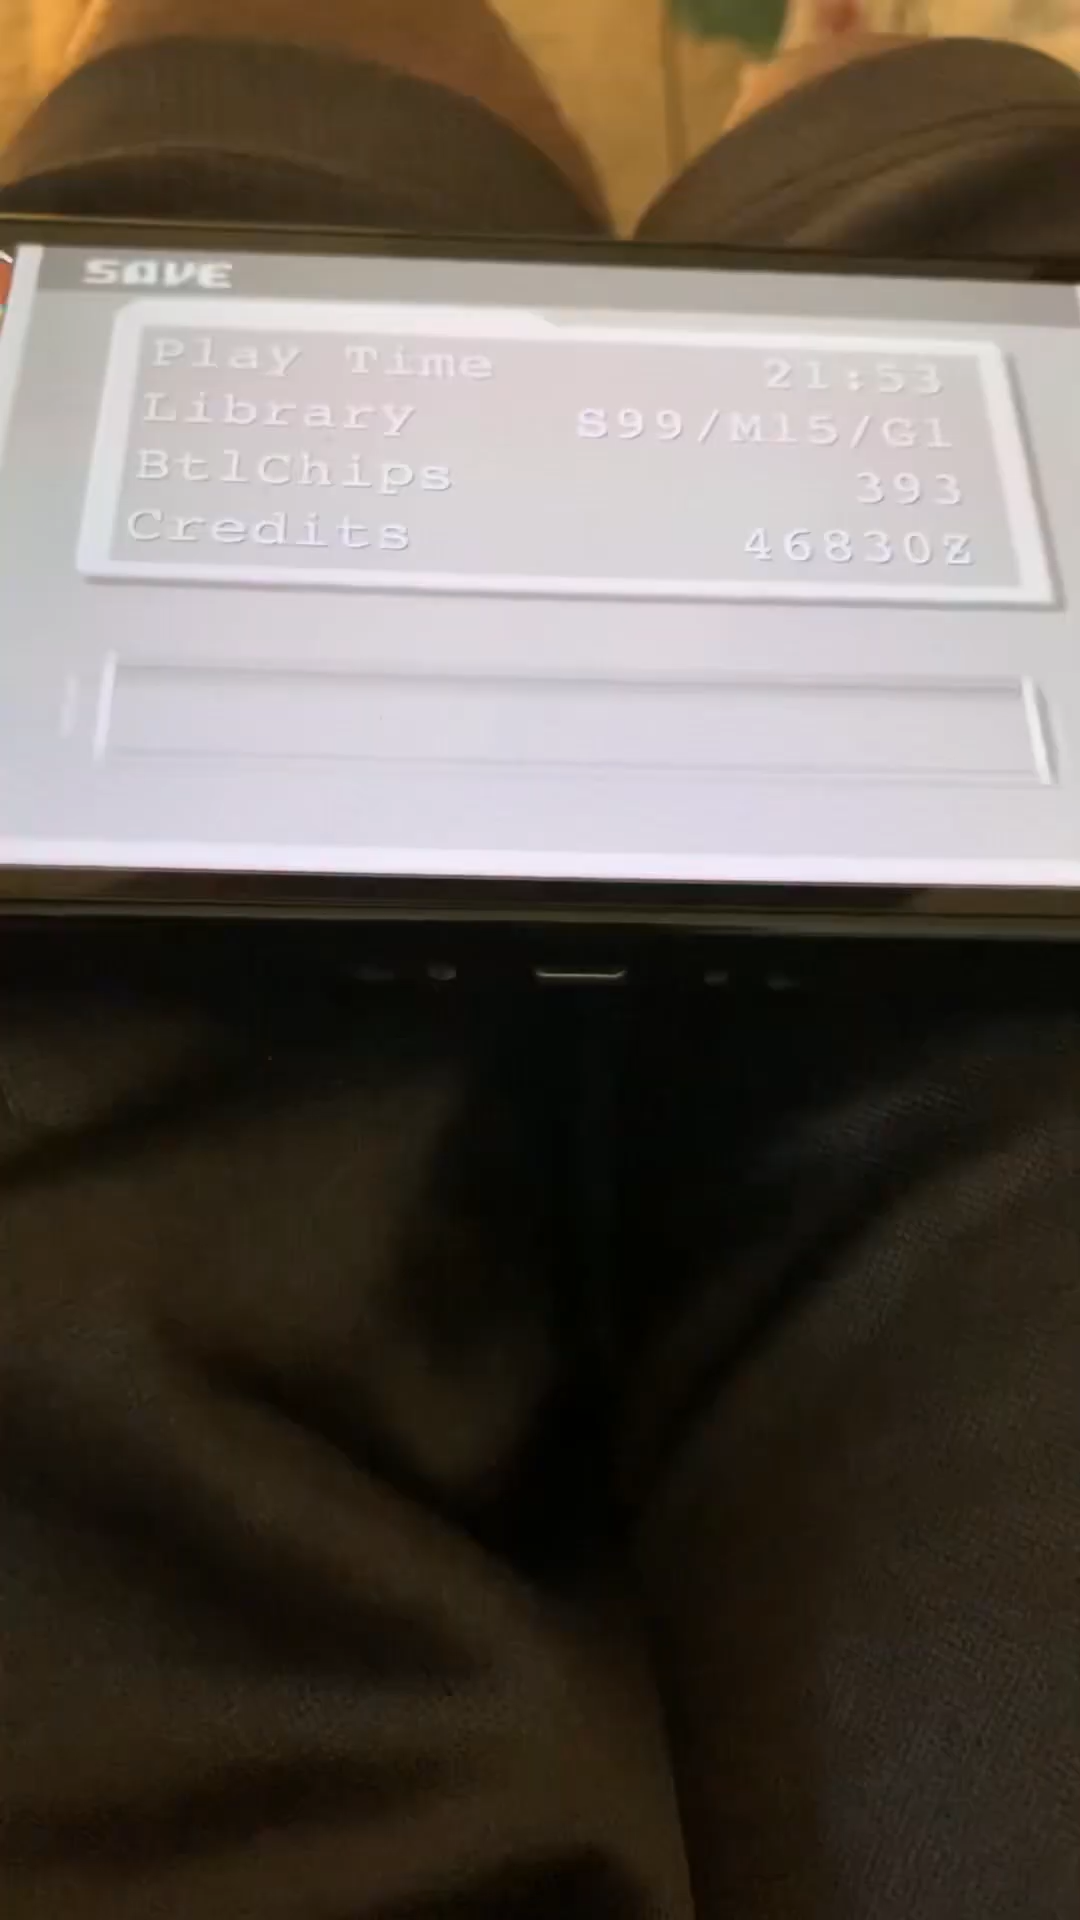 SAVE
Play Time 21:53
Library S99/M15/G1
BtlChips 393
Credits 46830Z